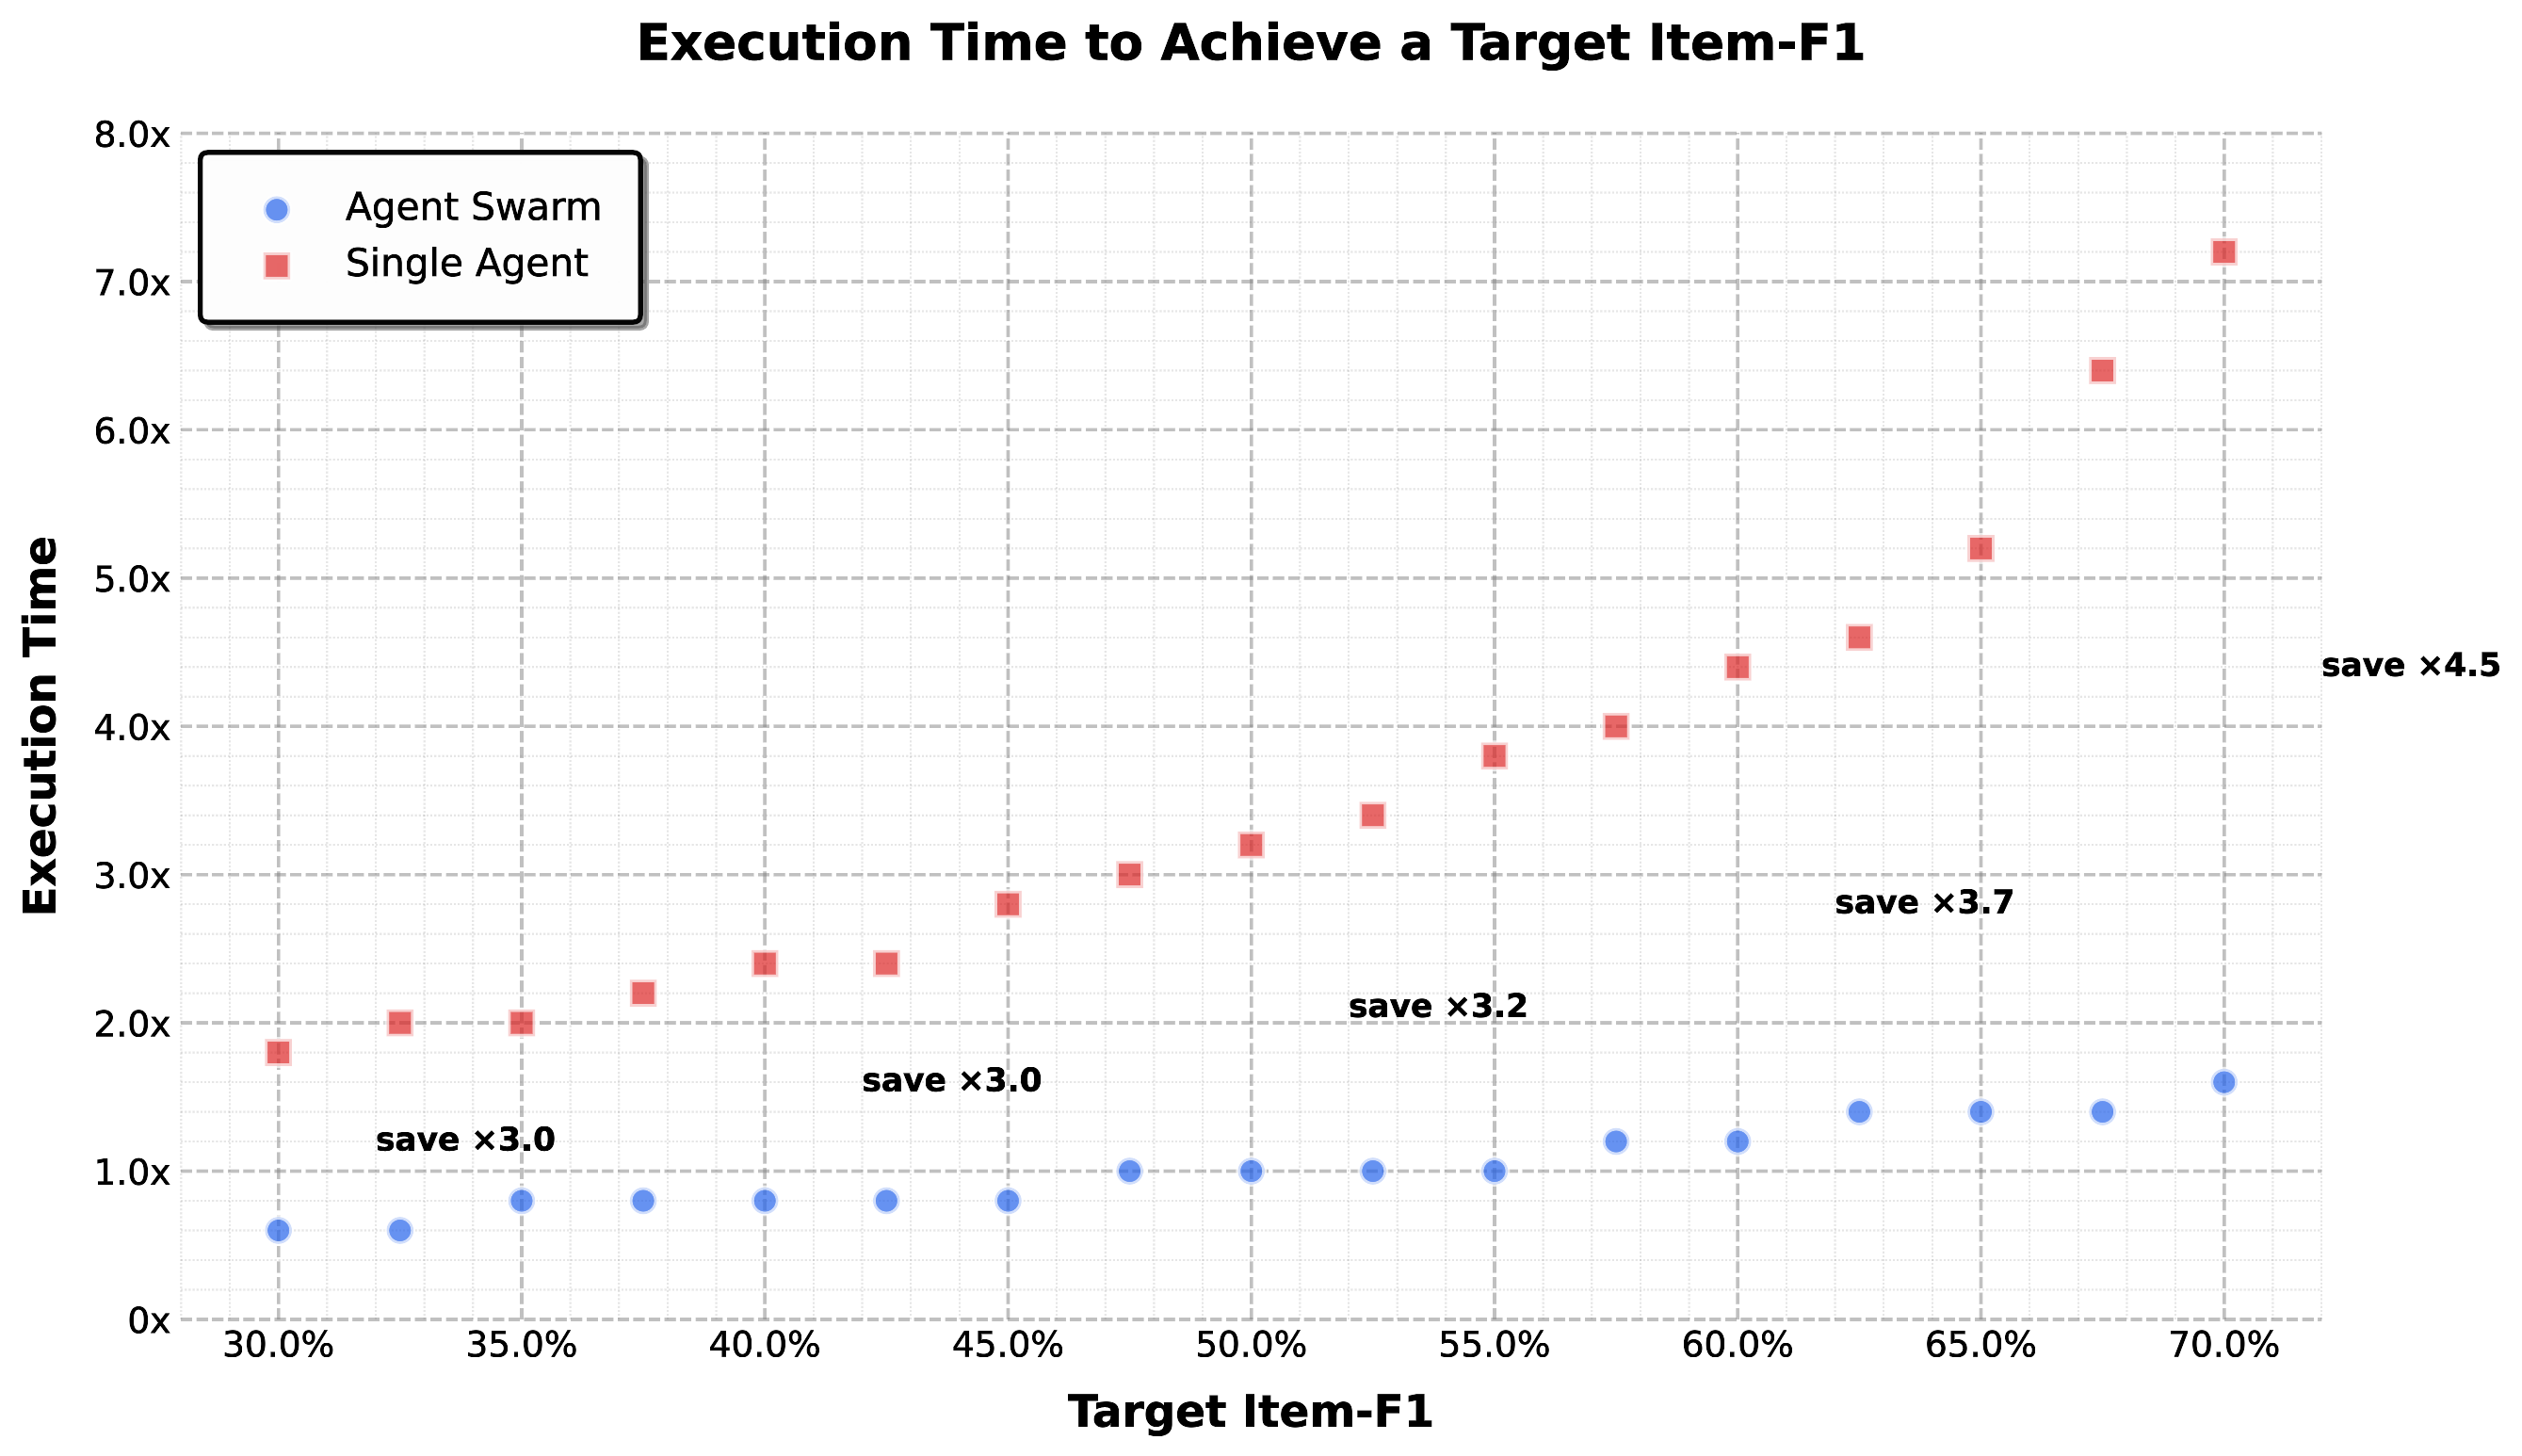 Execution Time to Achieve a Target Item-F1
8.0x
Agent Swarm
Single Agent
7.0x
6.0x
5.0x
save ×4.5
4.0x
Execution Time
3.0x
save ×3.7
save ×3.2
2.0x
save ×3.0
save ×3.0
1.0x
0x
30.0% 35.0% 40.0% 45.0% 50.0% 55.0% 60.0% 65.0% 70.0%
Target Item-F1